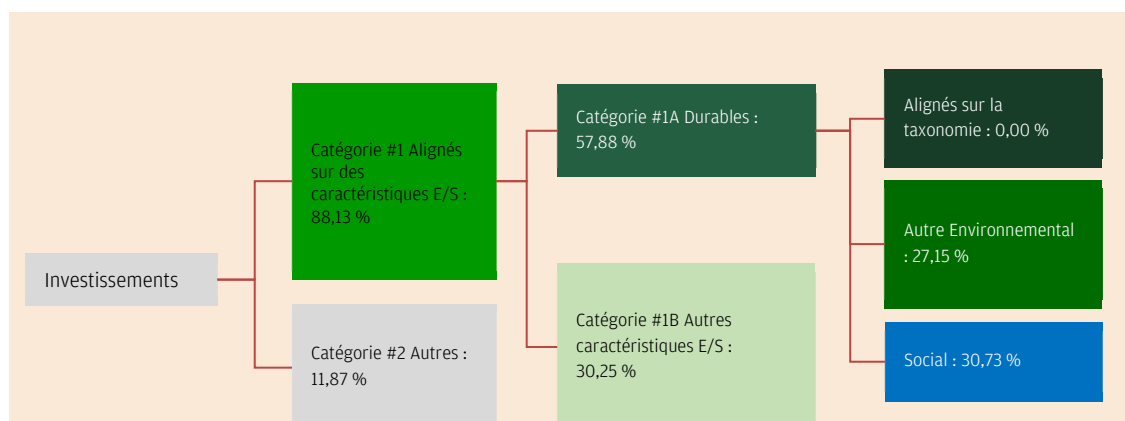 Investissements
Catégorie #1 Alignés
sur des
caractéristiques E/S :
88,13 %
Catégorie #2 Autres :
11,87 %
Catégorie #1A Durables :
57,88 %
Catégorie #1B Autres
caractéristiques E/S :
30,25 %
Alignés sur la
taxonomie : 0,00 %
Autre Environnemental
: 27,15 %
Social : 30,73 %